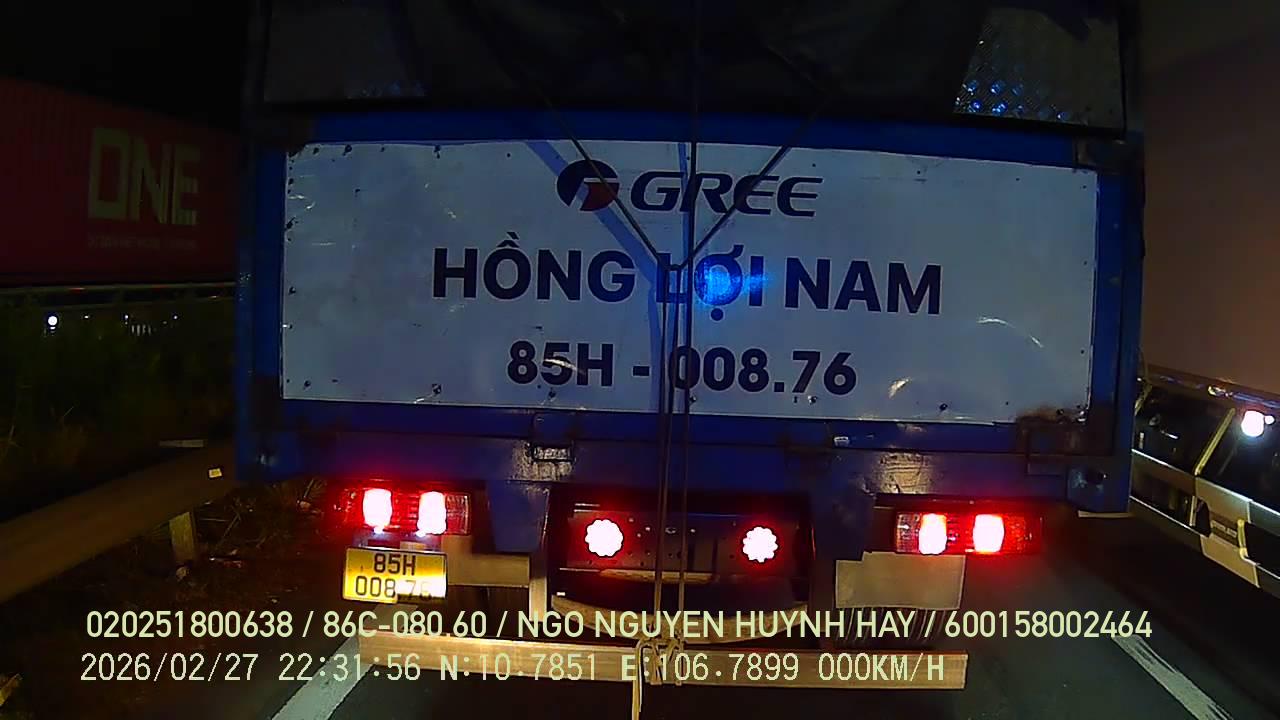 ONE
GREE
HỒNG LỢI NAM
85H - 008.76
85H
008.76
020251800638 / 86C-080.60 / NGO NGUYEN HUYNH HAY / 600158002464
2026/02/27 22:31:56 N:10.7851 E:106.7899 000KM/H